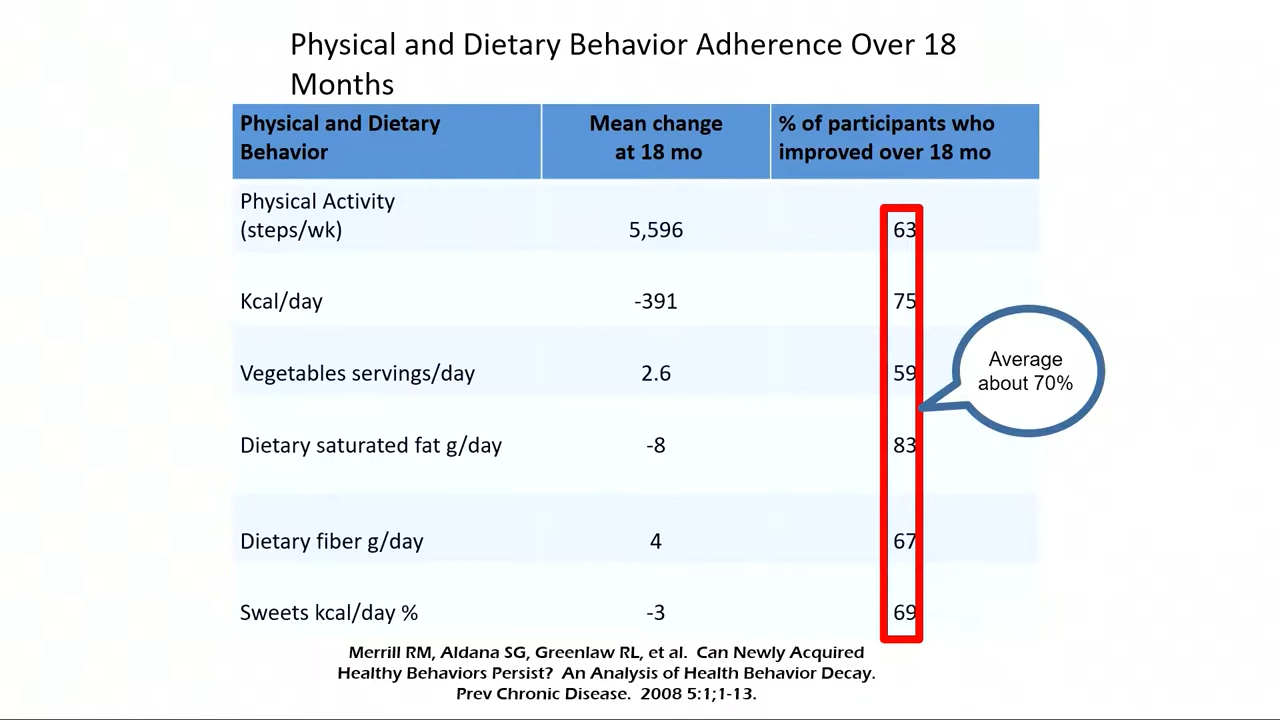 Physical and Dietary Behavior Adherence Over 18
Months
Physical and Dietary
Behavior
Mean change
at 18 mo
% of participants who
improved over 18 mo
Physical Activity
(steps/wk)
5,596
63
Kcal/day
-391
75
Vegetables servings/day
2.6
59
Average
about 70%
Dietary saturated fat g/day
-8
83
Dietary fiber g/day
4
67
Sweets kcal/day %
-3
69
Merrill RM, Aldana SG, Greenlaw RL, et al. Can Newly Acquired
Healthy Behaviors Persist? An Analysis of Health Behavior Decay.
Prev Chronic Disease. 2008 5:1;1-13.